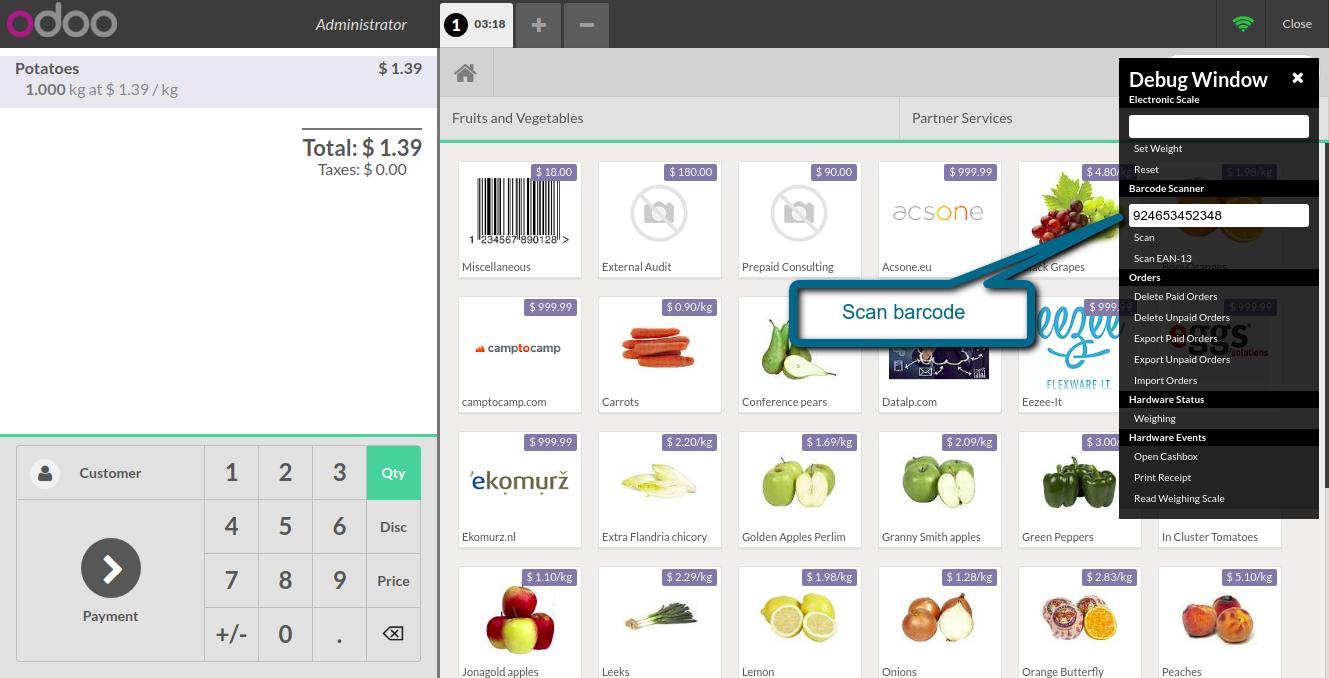 odoo
Administrator
1 03:18
+
−
Close
Potatoes $ 1.39
1.000 kg at $ 1.39 / kg
Total: $ 1.39
Taxes: $ 0.00
Fruits and Vegetables
Partner Services
$ 18.00
1 234567 890128 >
Miscellaneous
$ 180.00
External Audit
$ 90.00
Prepaid Consulting
$ 999.99
acsone
Acsone.eu
$ 4.80/kg
Black Grapes
$ 1.98/kg
$ 999.99
camptocamp
camptocamp.com
$ 0.90/kg
Carrots
Conference pears
Datalp.com
$ 999.99
eezee
FLEXWARE I.T.
Eezee-It
$ 999.99
eggs
solutions
$ 999.99
ekomurž
Ekomurz.nl
$ 2.20/kg
Extra Flandria chicory
$ 1.69/kg
Golden Apples Perlim
$ 2.09/kg
Granny Smith apples
$ 3.00/
Green Peppers
In Cluster Tomatoes
$ 1.10/kg
Jonagold apples
$ 2.29/kg
Leeks
$ 1.98/kg
Lemon
$ 1.28/kg
Onions
$ 2.83/kg
Orange Butterfly
$ 5.10/kg
Peaches
Scan barcode
Debug Window ×
Electronic Scale
Set Weight
Reset
Barcode Scanner
924653452348
Scan
Scan EAN-13
Orders
Delete Paid Orders
Delete Unpaid Orders
Export Paid Orders
Export Unpaid Orders
Import Orders
Hardware Status
Weighing
Hardware Events
Open Cashbox
Print Receipt
Read Weighing Scale
Customer
1 2 3 Qty
4 5 6 Disc
7 8 9 Price
+/- 0 .
Payment